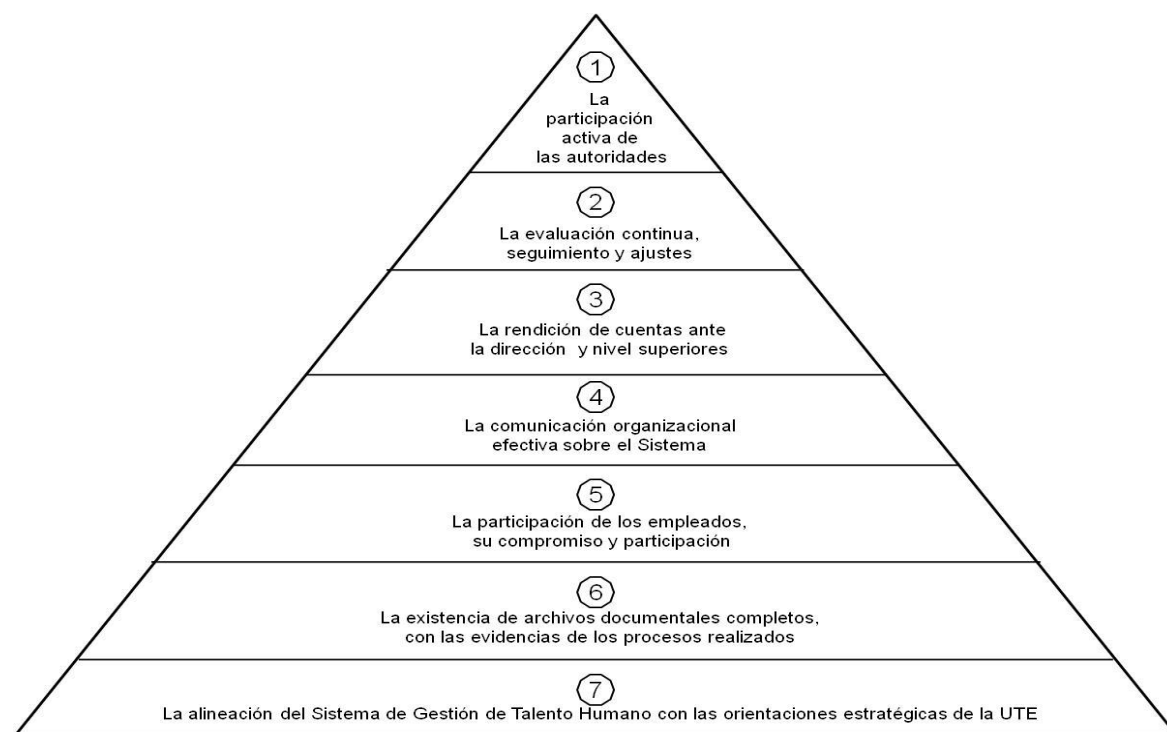 1
La
participación
activa de
las autoridades
2
La evaluación continua,
seguimiento y ajustes
3
La rendición de cuentas ante
la dirección y nivel superiores
4
La comunicación organizacional
efectiva sobre el Sistema
5
La participación de los empleados,
su compromiso y participación
6
La existencia de archivos documentales completos,
con las evidencias de los procesos realizados
7
La alineación del Sistema de Gestión de Talento Humano con las orientaciones estratégicas de la UTE